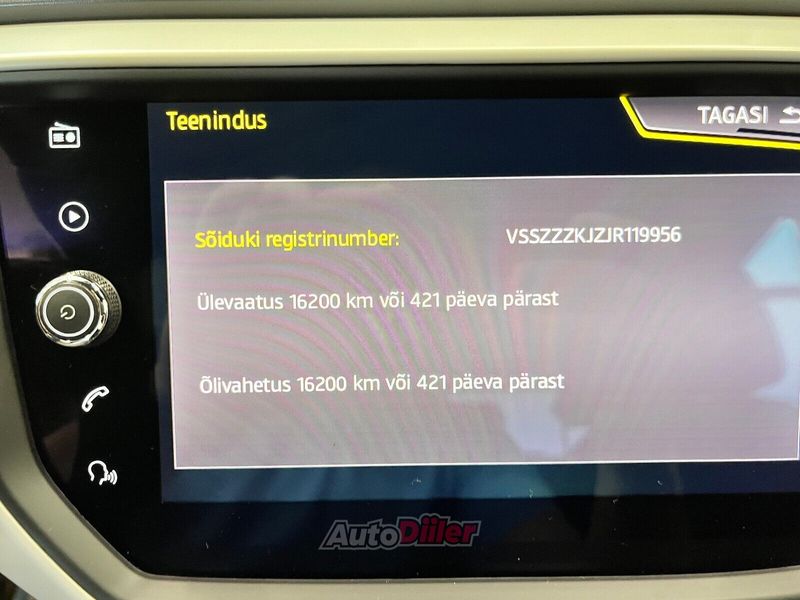 Teenindus
TAGASI
Sõiduki registrinumber: VSSZZZKJZJR119956
Ülevaatus 16200 km või 421 päeva pärast
Õlivahetus 16200 km või 421 päeva pärast
AutoDiiler